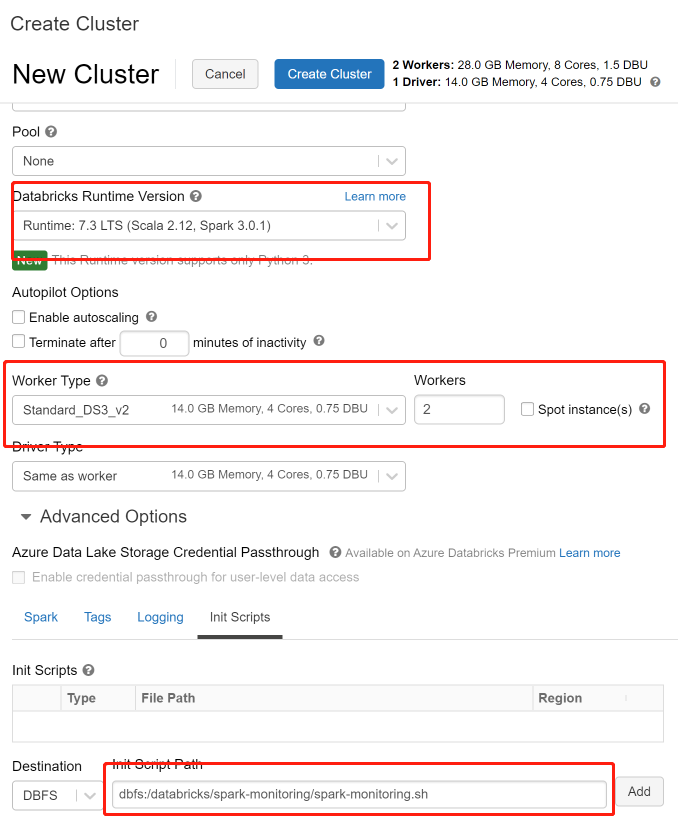 Create Cluster
New Cluster
Cancel
Create Cluster
2 Workers: 28.0 GB Memory, 8 Cores, 1.5 DBU
1 Driver: 14.0 GB Memory, 4 Cores, 0.75 DBU
Pool
None
Databricks Runtime Version
Learn more
Runtime: 7.3 LTS (Scala 2.12, Spark 3.0.1)
New This Runtime version supports only Python 3.
Autopilot Options
Enable autoscaling
Terminate after 0 minutes of inactivity
Worker Type
Workers
Standard_DS3_v2 14.0 GB Memory, 4 Cores, 0.75 DBU
2
Spot instance(s)
Driver Type
Same as worker 14.0 GB Memory, 4 Cores, 0.75 DBU
Advanced Options
Azure Data Lake Storage Credential Passthrough Available on Azure Databricks Premium Learn more
Enable credential passthrough for user-level data access
Spark Tags Logging Init Scripts
Init Scripts
Type File Path Region
Destination
Init Script Path
DBFS
dbfs:/databricks/spark-monitoring/spark-monitoring.sh
Add